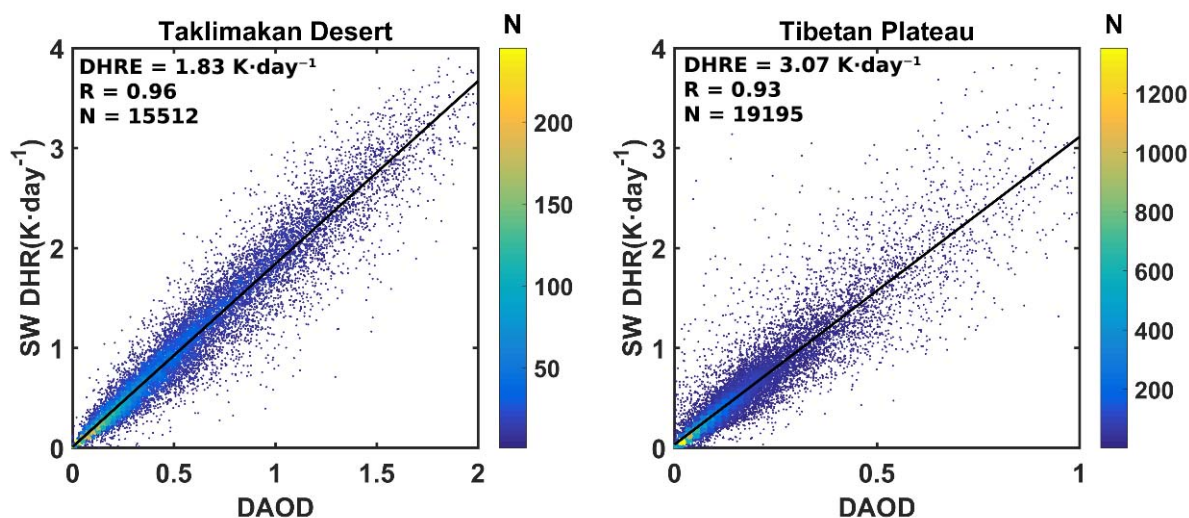 Taklimakan Desert
N
DHRE = 1.83 K·day⁻¹
R = 0.96
N = 15512
4
3
2
1
0
SW DHR(K·day⁻¹)
0 0.5 1 1.5 2
DAOD
200
150
100
50
Tibetan Plateau
N
DHRE = 3.07 K·day⁻¹
R = 0.93
N = 19195
4
3
2
1
0
SW DHR(K·day⁻¹)
0 0.5 1
DAOD
1200
1000
800
600
400
200